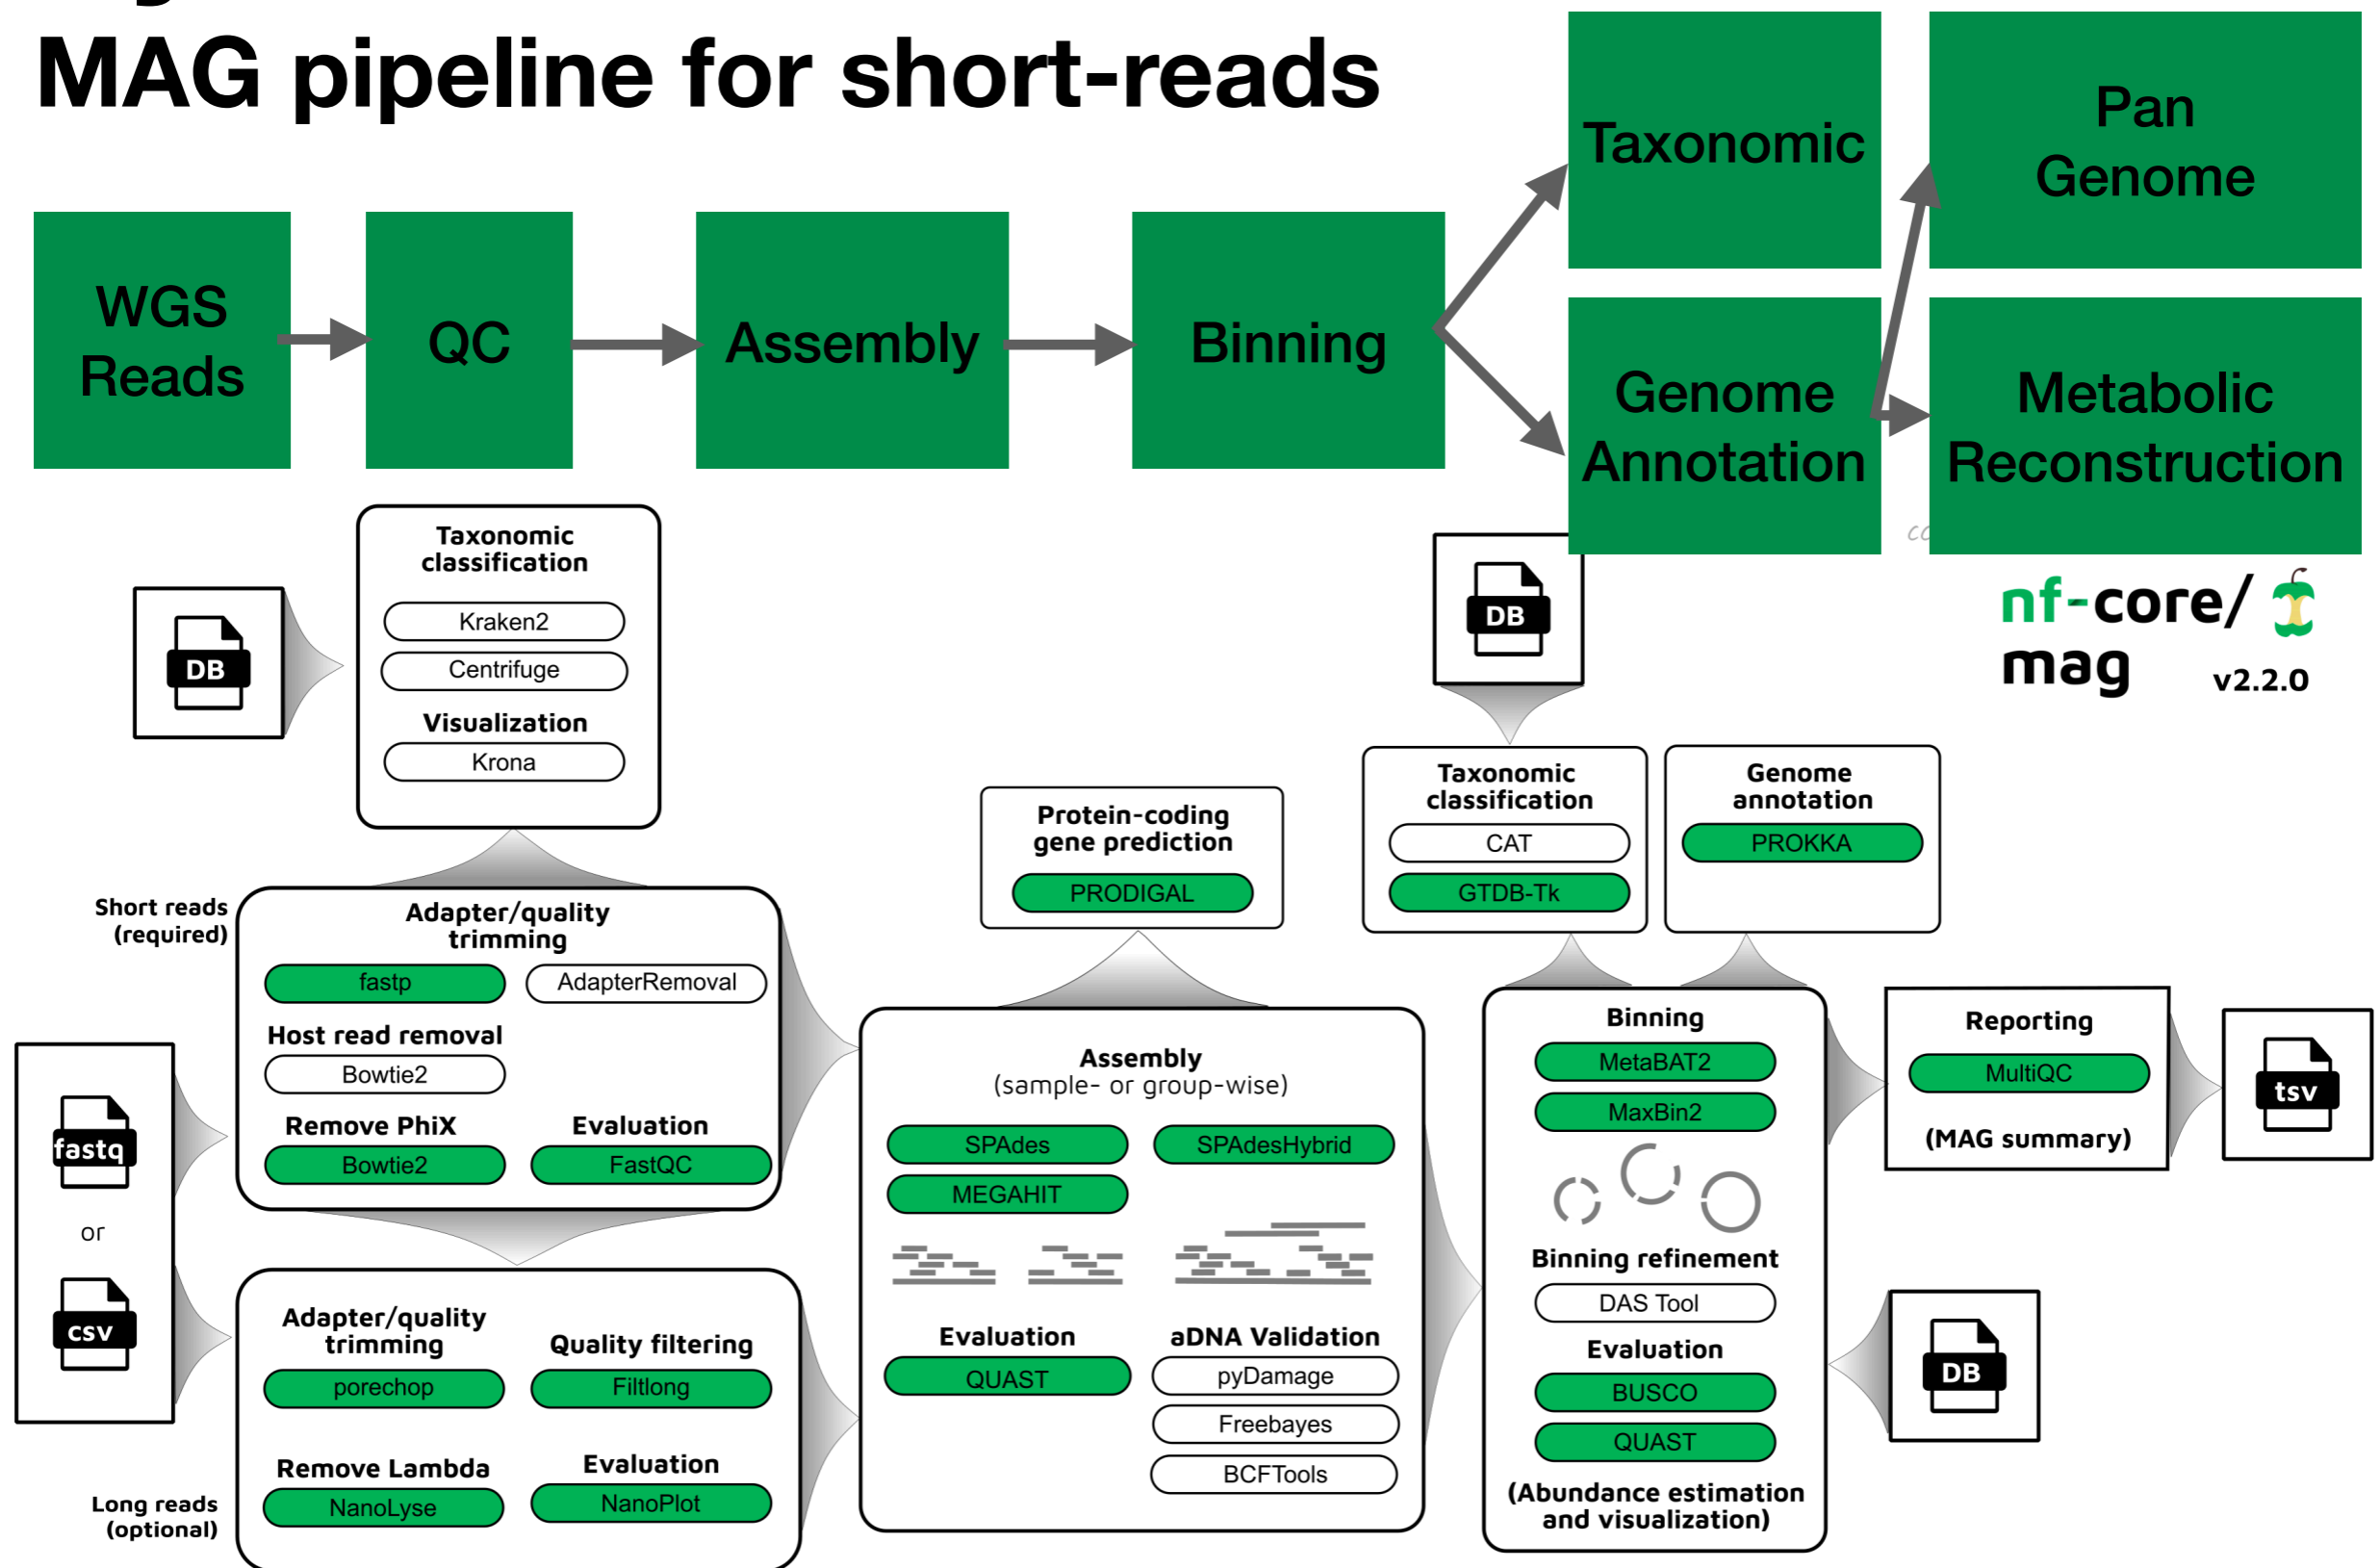 MAG pipeline for short-reads
WGS
Reads
QC
Assembly
Binning
Taxonomic
Pan
Genome
Genome
Annotation
Metabolic
Reconstruction
nf-core/
mag
v2.2.0
DB
Taxonomic
classification
Kraken2
Centrifuge
Visualization
Krona
DB
Taxonomic
classification
CAT
GTDB-Tk
Genome
annotation
PROKKA
Protein-coding
gene prediction
PRODIGAL
Short reads
(required)
Adapter/quality
trimming
fastp
AdapterRemoval
Host read removal
Bowtie2
Remove PhiX
Bowtie2
Evaluation
FastQC
fastq
or
csv
Adapter/quality
trimming
porechop
Quality filtering
Filtlong
Remove Lambda
NanoLyse
Evaluation
NanoPlot
Long reads
(optional)
Assembly
(sample- or group-wise)
SPAdes
SPAdesHybrid
MEGAHIT
Evaluation
QUAST
aDNA Validation
pyDamage
Freebayes
BCFTools
Binning
MetaBAT2
MaxBin2
Binning refinement
DAS Tool
Evaluation
BUSCO
QUAST
(Abundance estimation
and visualization)
Reporting
MultiQC
(MAG summary)
tsv
DB